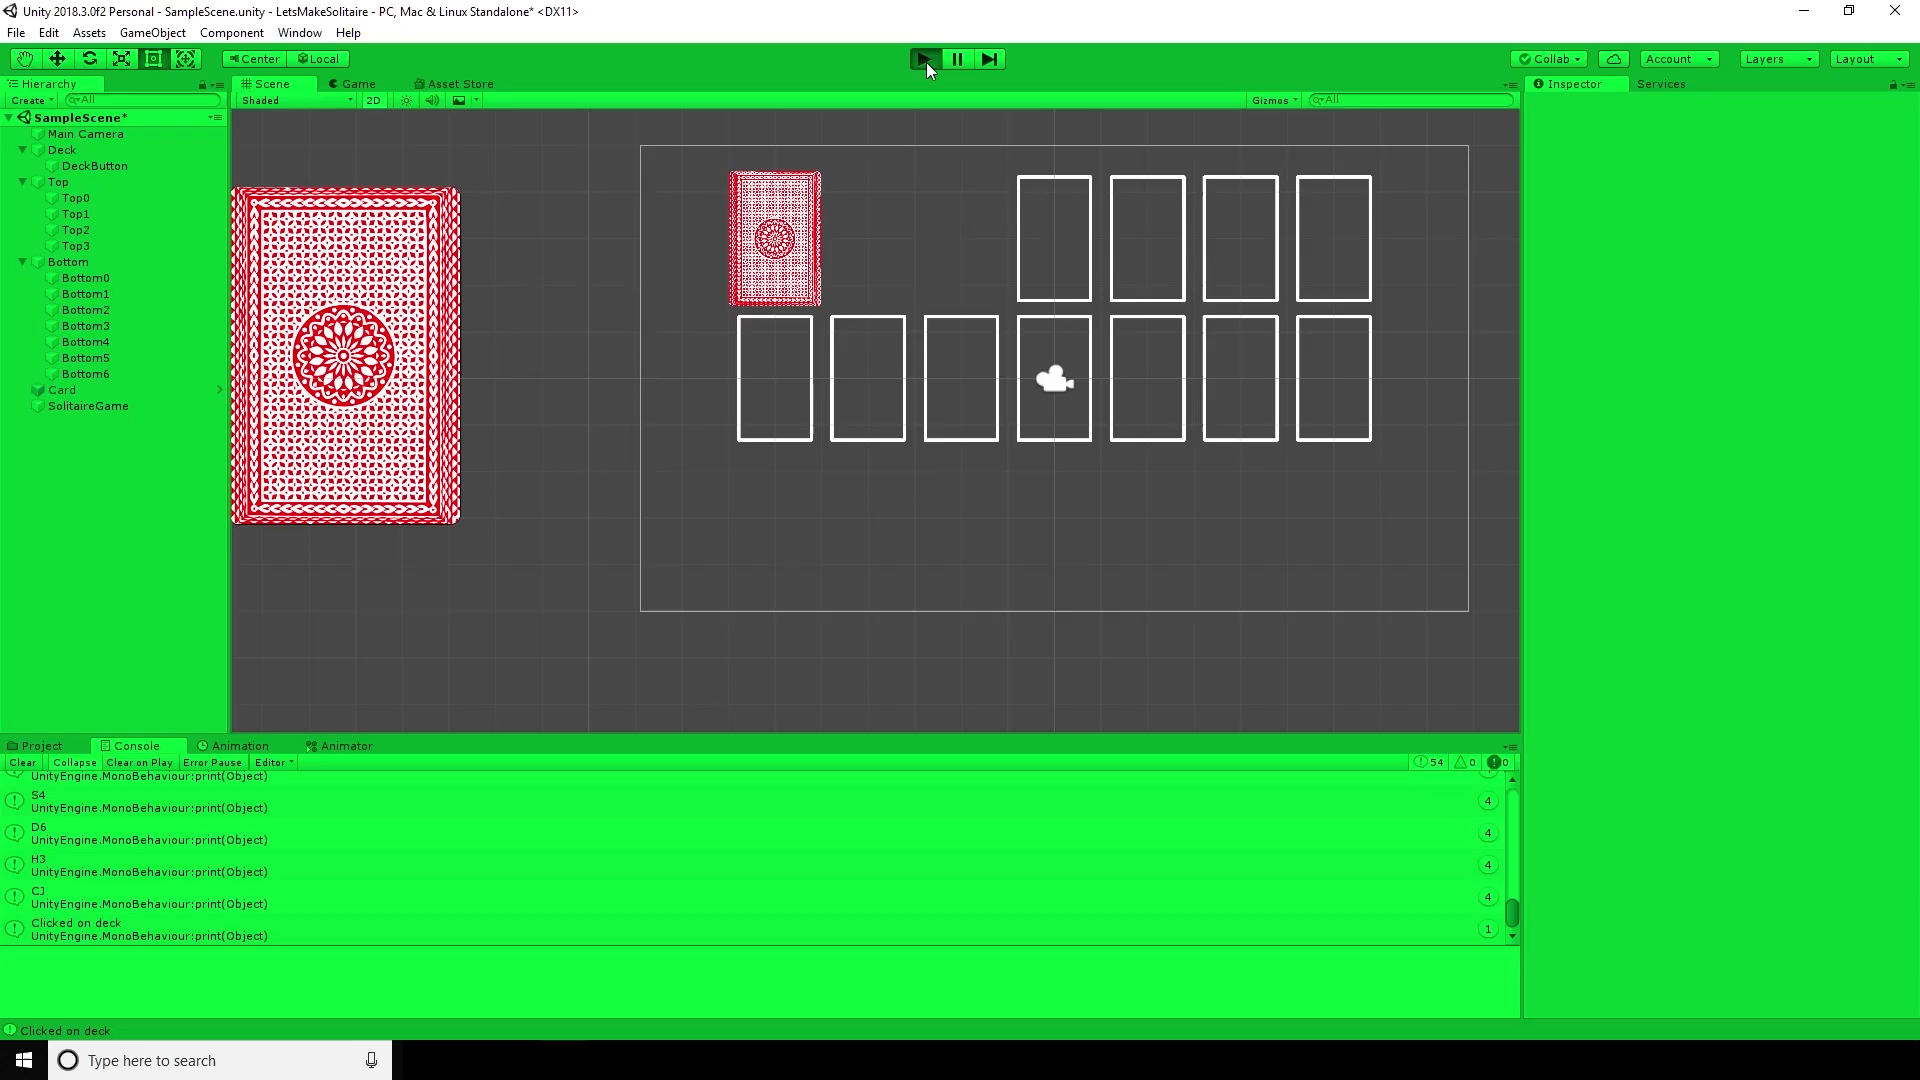 Unity 2018.3.0f2 Personal - SampleScene.unity - LetsMakeSolitaire - PC, Mac & Linux Standalone* <DX11>
File Edit Assets GameObject Component Window Help
Center Local Collab Account Layers Layout
Hierarchy Scene Game Asset Store Inspector Services
Create All Shaded 2D Gizmos All
SampleScene*
Main Camera
Deck
DeckButton
Top
Top0
Top1
Top2
Top3
Bottom
Bottom0
Bottom1
Bottom2
Bottom3
Bottom4
Bottom5
Bottom6
Card
SolitaireGame
Project Console Animation Animator
Clear Collapse Clear on Play Error Pause Editor 54 0 0
UnityEngine.MonoBehaviour:print(Object)
S4
UnityEngine.MonoBehaviour:print(Object) 4
D6
UnityEngine.MonoBehaviour:print(Object) 4
H3
UnityEngine.MonoBehaviour:print(Object) 4
CJ
UnityEngine.MonoBehaviour:print(Object) 4
Clicked on deck
UnityEngine.MonoBehaviour:print(Object) 1
Clicked on deck
Type here to search